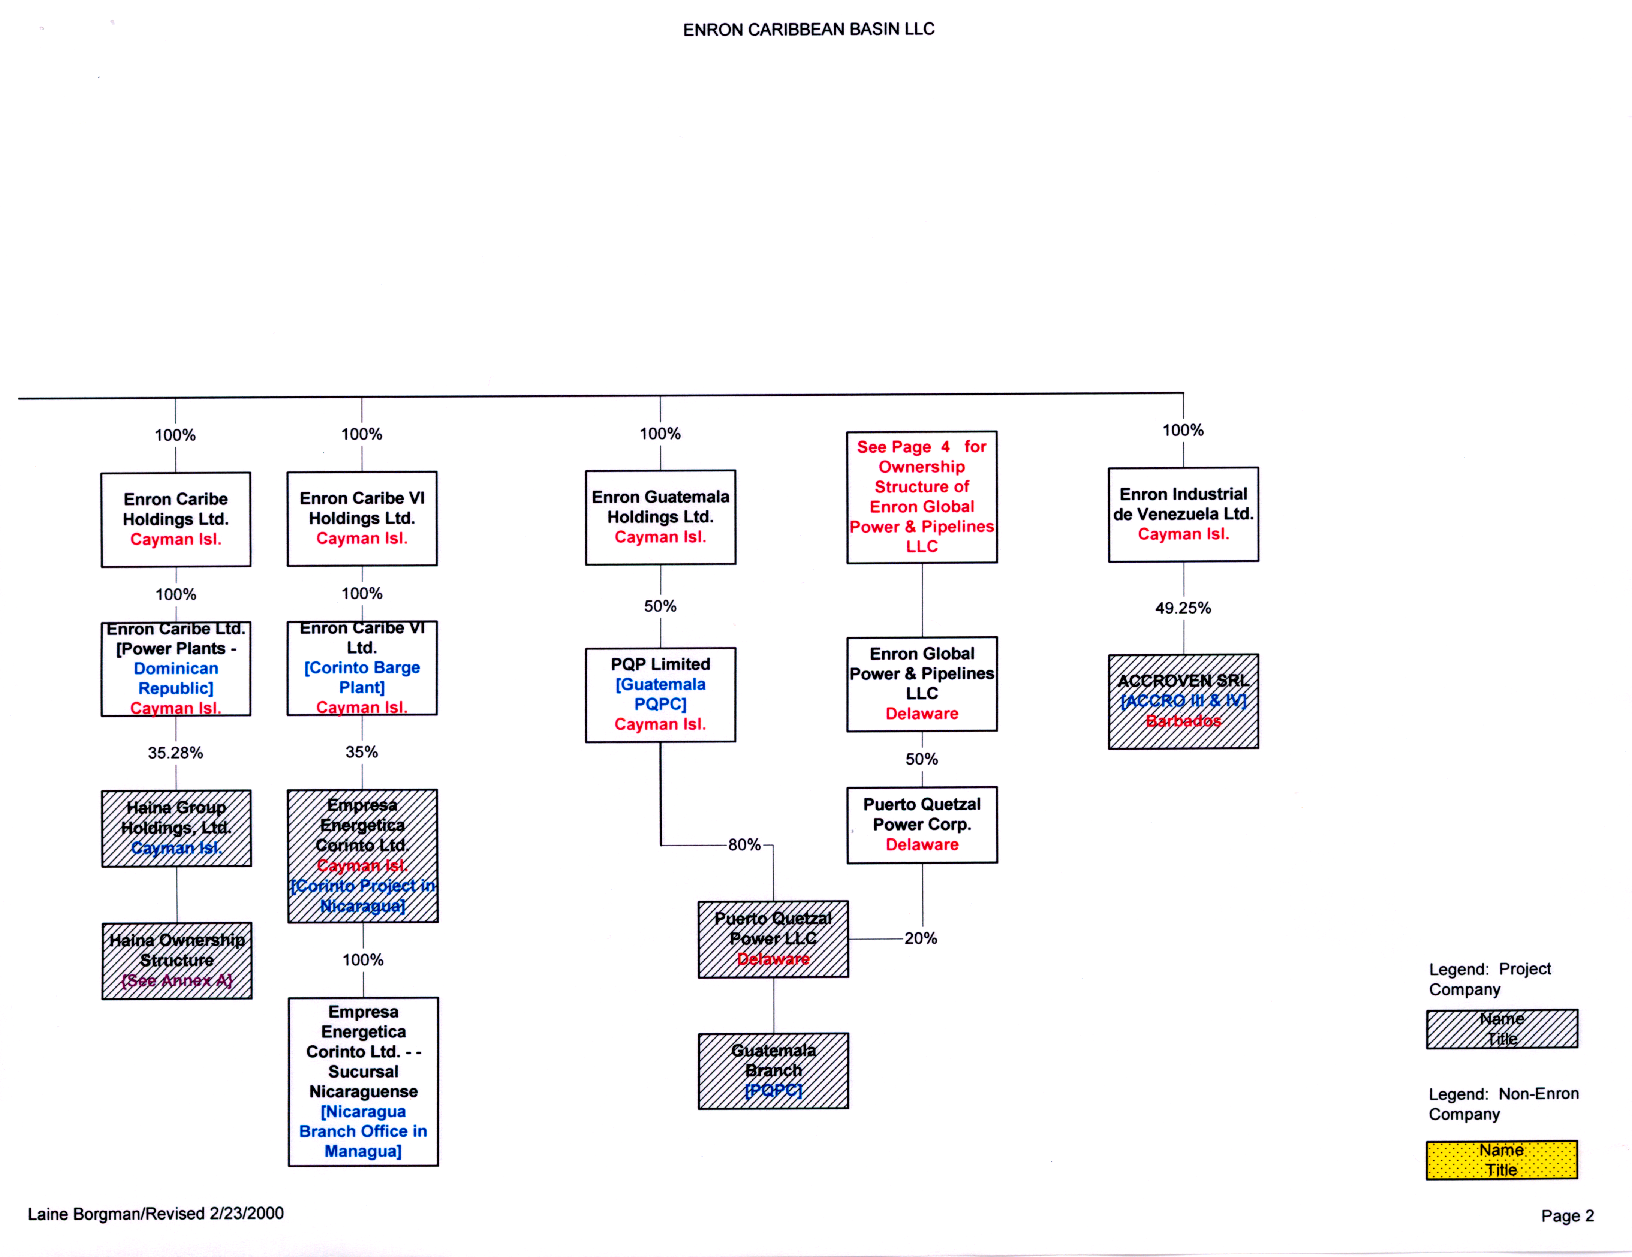 ENRON CARIBBEAN BASIN LLC
100%
Enron Caribe
Holdings Ltd.
Cayman Isl.
100%
Enron Caribe Ltd.
[Power Plants -
Dominican
Republic]
Cayman Isl.
35.28%
Haina Group
Holdings, Ltd.
Cayman Isl.
Haina Ownership
Structure
[See Annex A]
100%
Enron Caribe VI
Holdings Ltd.
Cayman Isl.
100%
Enron Caribe VI
Ltd.
[Corinto Barge
Plant]
Cayman Isl.
35%
Empresa
Energetica
Corinto Ltd.
Cayman Isl.
[Corinto Project in
Nicaragua]
100%
Empresa
Energetica
Corinto Ltd. - -
Sucursal
Nicaraguense
[Nicaragua
Branch Office in
Managua]
100%
Enron Guatemala
Holdings Ltd.
Cayman Isl.
50%
PQP Limited
[Guatemala
PQPC]
Cayman Isl.
80%
Puerto Quetzal
Power LLC
Delaware
Guatemala
Branch
[PQPC]
See Page 4 for
Ownership
Structure of
Enron Global
Power & Pipelines
LLC
Enron Global
Power & Pipelines
LLC
Delaware
50%
Puerto Quetzal
Power Corp.
Delaware
20%
100%
Enron Industrial
de Venezuela Ltd.
Cayman Isl.
49.25%
ACCROVEN SRL
[ACCRO III & IV]
Barbados
Legend: Project
Company
Name
Title
Legend: Non-Enron
Company
Name
Title
Laine Borgman/Revised 2/23/2000
Page 2